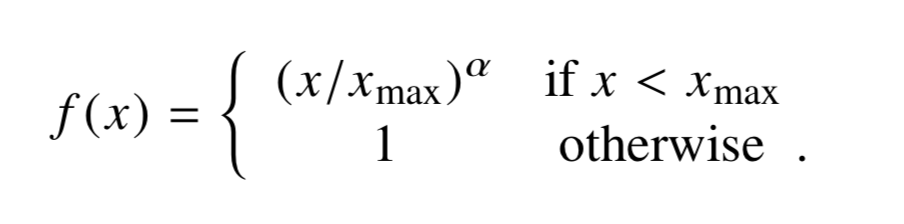 f(x) = { (x/x_max)^α if x < x_max
1 otherwise .